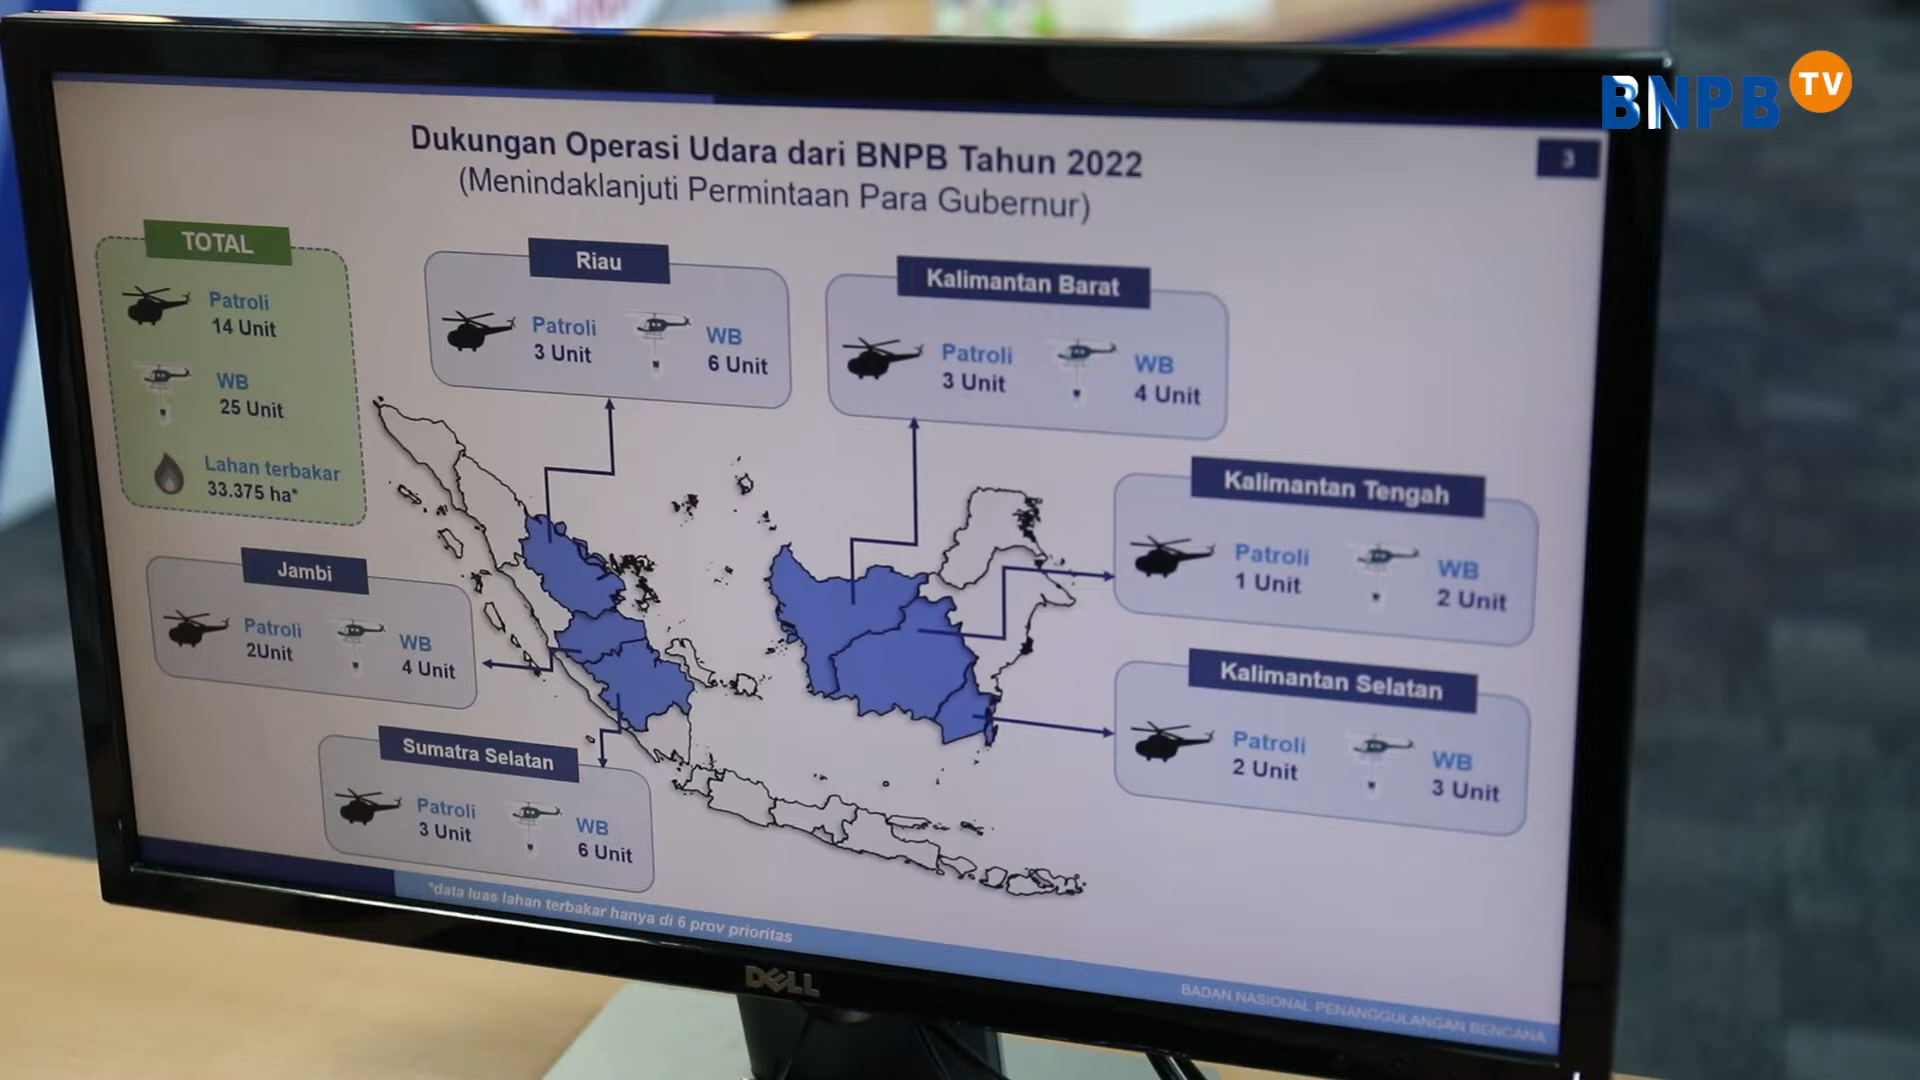 BNPB TV
Dukungan Operasi Udara dari BNPB Tahun 2022
(Menindaklanjuti Permintaan Para Gubernur)
3
TOTAL
Patroli
14 Unit
WB
25 Unit
Lahan terbakar
33.375 ha*
Riau
Patroli
3 Unit
WB
6 Unit
Kalimantan Barat
Patroli
3 Unit
WB
4 Unit
Kalimantan Tengah
Patroli
1 Unit
WB
2 Unit
Jambi
Patroli
2Unit
WB
4 Unit
Kalimantan Selatan
Patroli
2 Unit
WB
3 Unit
Sumatra Selatan
Patroli
3 Unit
WB
6 Unit
*data luas lahan terbakar hanya di 6 prov prioritas
BADAN NASIONAL PENANGGULANGAN BENCANA
DELL